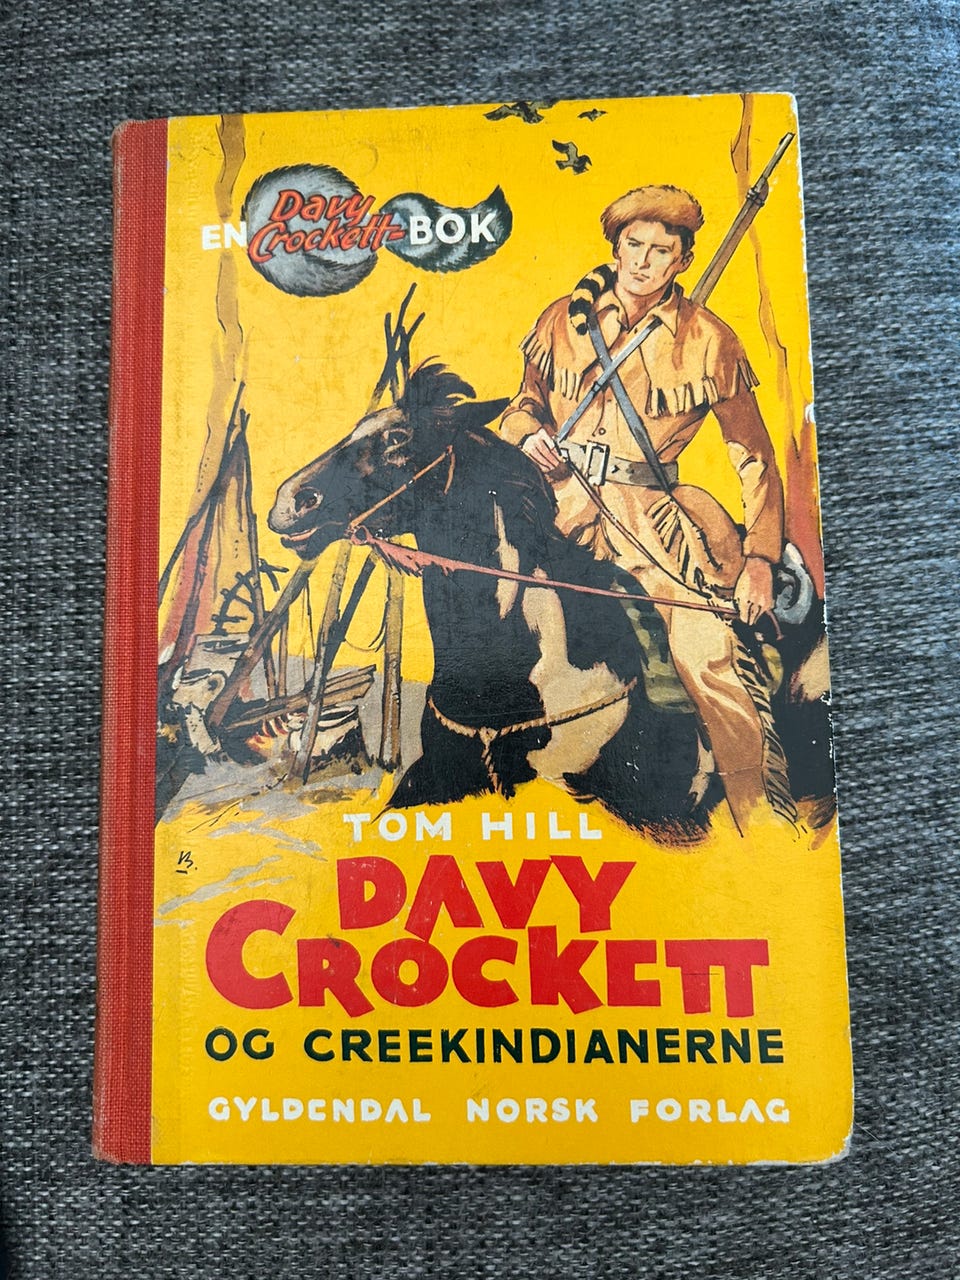 EN Davy Crockett-BOK
TOM HILL
DAVY
CROCKETT
OG CREEKINDIANERNE
GYLDENDAL NORSK FORLAG